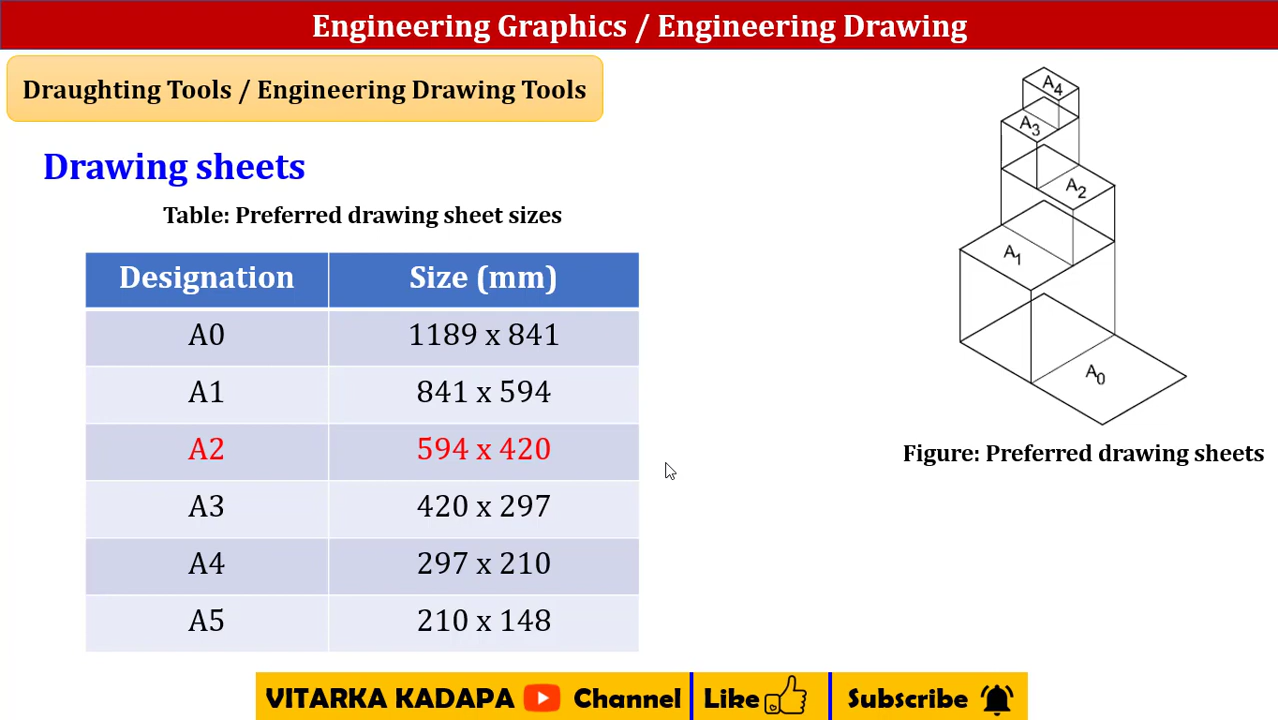 Engineering Graphics / Engineering Drawing
Draughting Tools / Engineering Drawing Tools
Drawing sheets
Table: Preferred drawing sheet sizes
Designation Size (mm)
A0 1189 x 841
A1 841 x 594
A2 594 x 420
A3 420 x 297
A4 297 x 210
A5 210 x 148
A4
A3
A2
A1
A0
Figure: Preferred drawing sheets
VITARKA KADAPA Channel Like Subscribe